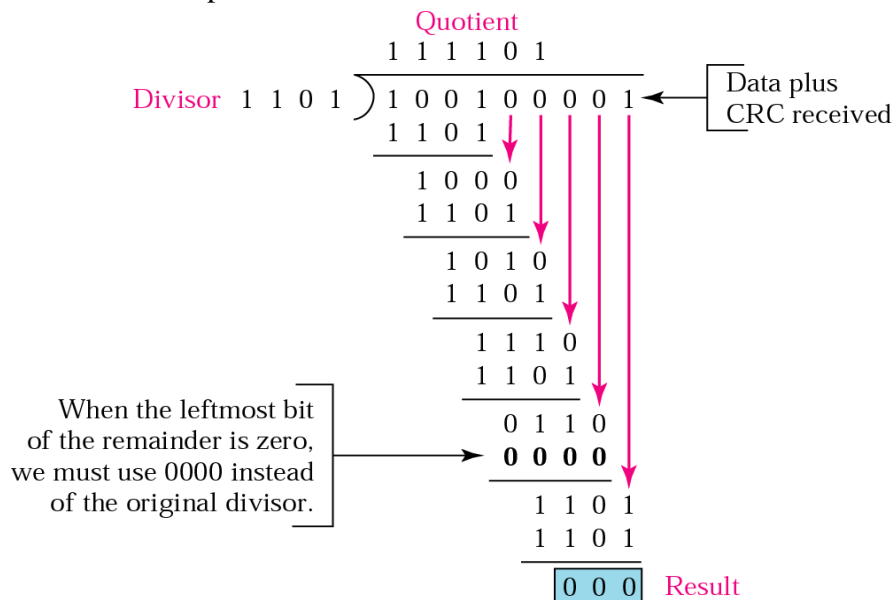 Quotient
1 1 1 1 0 1
Divisor 1 1 0 1 1 0 0 1 0 0 0 0 1
Data plus
CRC received
1 1 0 1
1 0 0 0
1 1 0 1
1 0 1 0
1 1 0 1
1 1 1 0
1 1 0 1
When the leftmost bit
of the remainder is zero,
we must use 0000 instead
of the original divisor.
0 1 1 0
0 0 0 0
1 1 0 1
1 1 0 1
0 0 0 Result